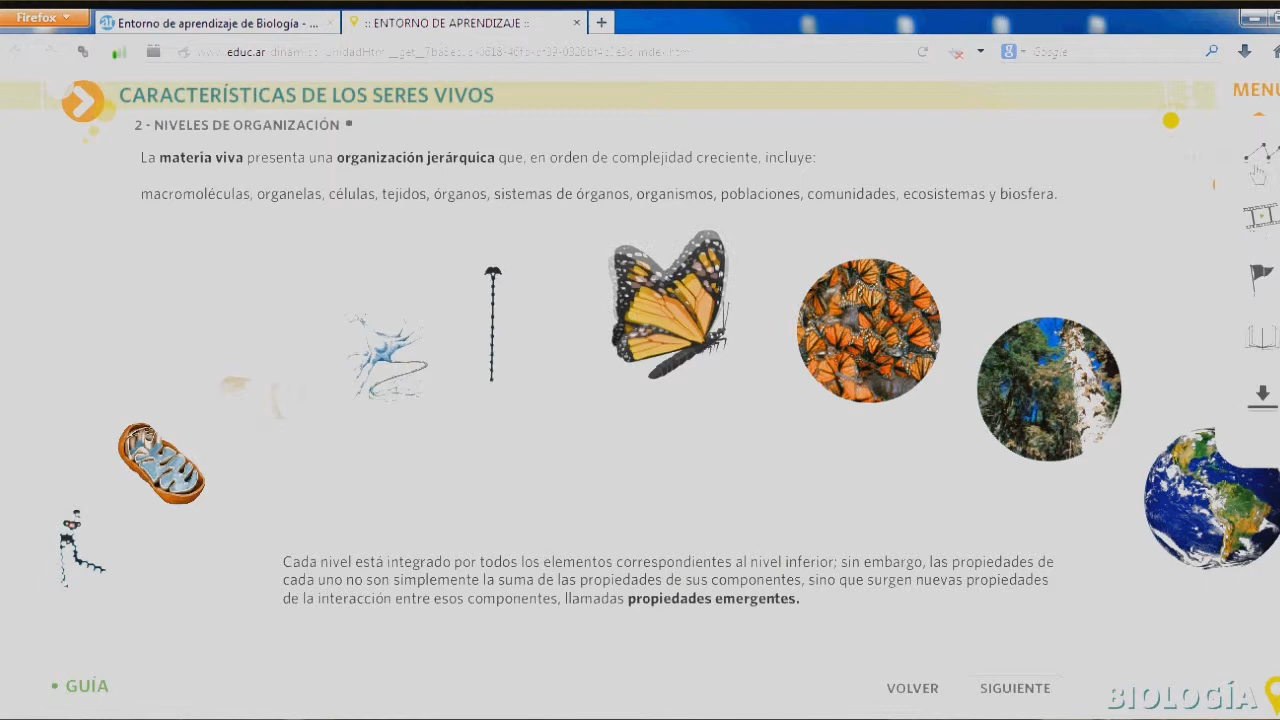 Firefox
Entorno de aprendizaje de Biología - ...
:: ENTORNO DE APRENDIZAJE ::
Google
CARACTERÍSTICAS DE LOS SERES VIVOS
MENU
2 - NIVELES DE ORGANIZACIÓN
La materia viva presenta una organización jerárquica que, en orden de complejidad creciente, incluye:
macromoléculas, organelas, células, tejidos, órganos, sistemas de órganos, organismos, poblaciones, comunidades, ecosistemas y biosfera.
Cada nivel está integrado por todos los elementos correspondientes al nivel inferior; sin embargo, las propiedades de
cada uno no son simplemente la suma de las propiedades de sus componentes, sino que surgen nuevas propiedades
de la interacción entre esos componentes, llamadas propiedades emergentes.
GUÍA
VOLVER
SIGUIENTE
BIOLOGÍA